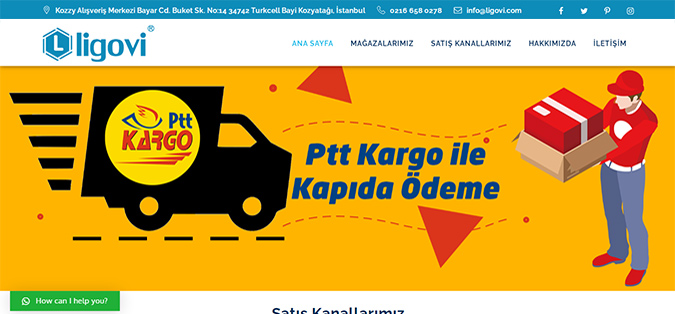 Kozzy Alışveriş Merkezi Bayar Cd. Buket Sk. No:14 34742 Turkcell Bayi Kozyatağı, İstanbul 0216 658 0278 info@ligovi.com
ligovi®
ANA SAYFA MAĞAZALARIMIZ SATIŞ KANALLARIMIZ HAKKIMIZDA İLETİŞİM
Ptt
KARGO
Ptt Kargo ile
Kapıda Ödeme
How can I help you?
Satış Kanallarımız